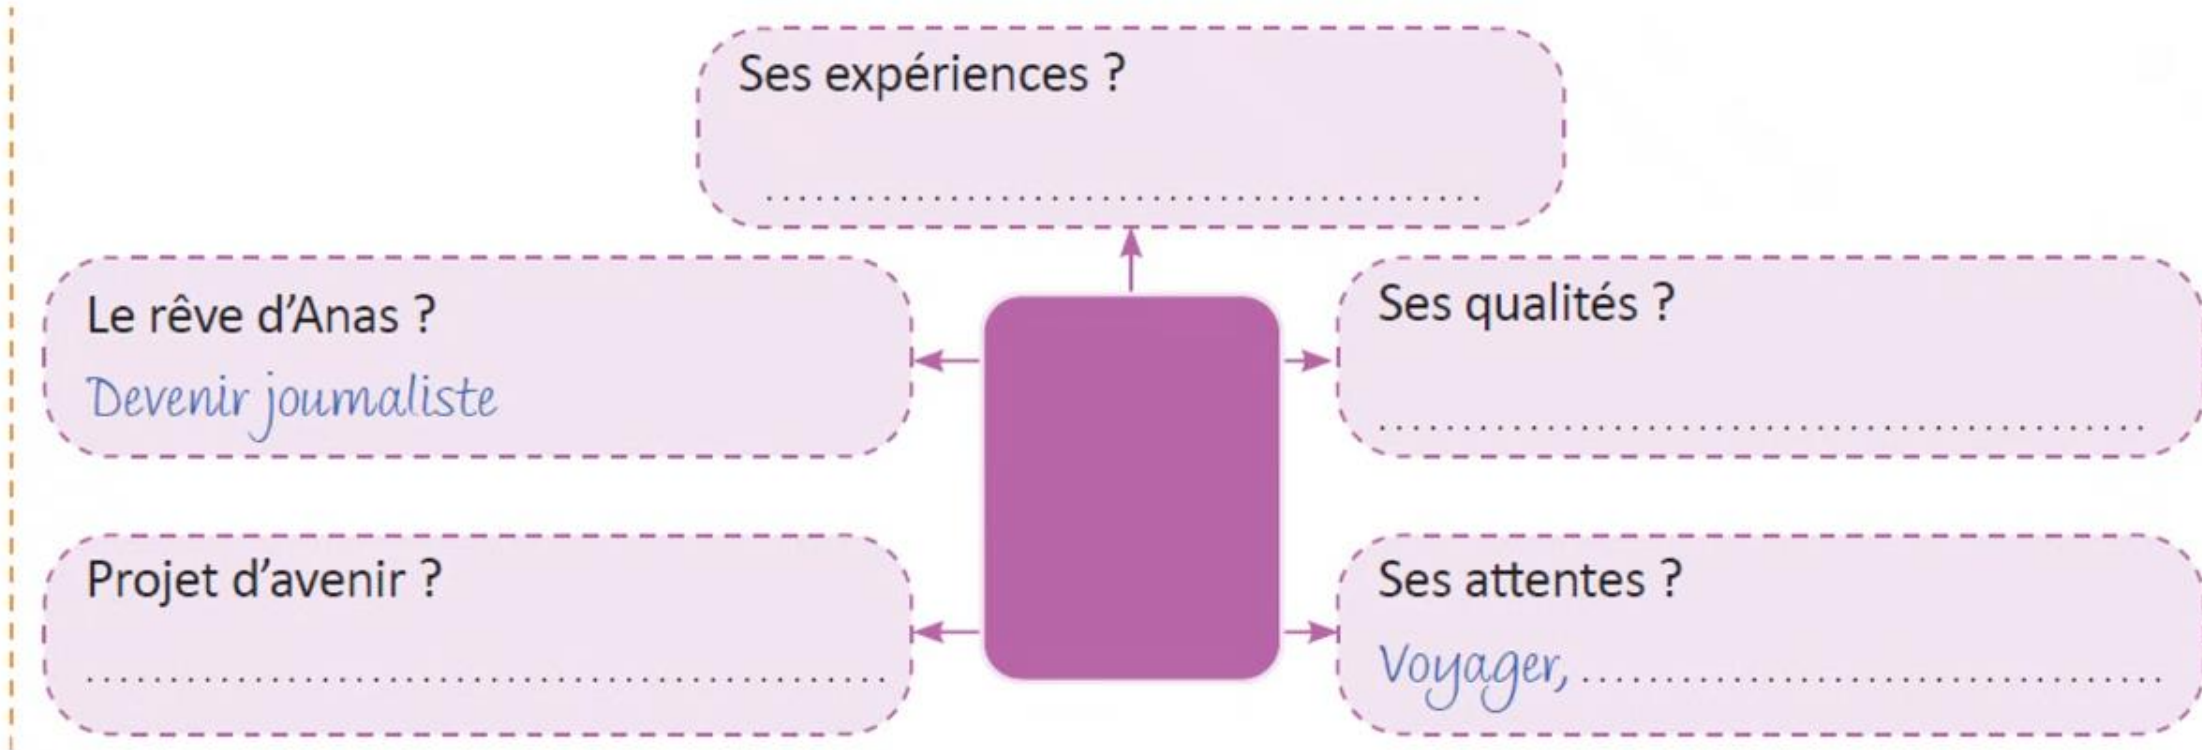 Ses expériences ?
............................................
Le rêve d'Anas ?
Devenir journaliste
Ses qualités ?
...............................................
Projet d'avenir ?
.................................................
Ses attentes ?
Voyager, ....................................